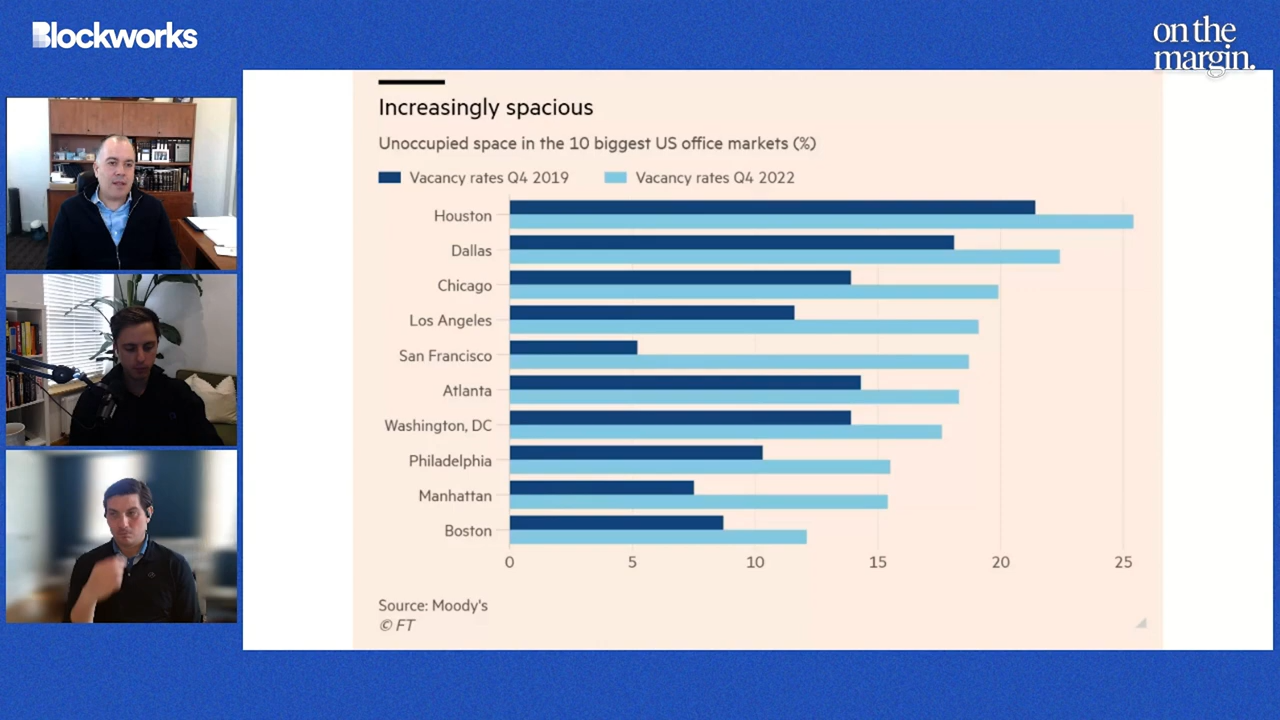 Blockworks
on the
margin.
Increasingly spacious
Unoccupied space in the 10 biggest US office markets (%)
Vacancy rates Q4 2019 Vacancy rates Q4 2022
Houston
Dallas
Chicago
Los Angeles
San Francisco
Atlanta
Washington, DC
Philadelphia
Manhattan
Boston
0 5 10 15 20 25
Source: Moody's
© FT